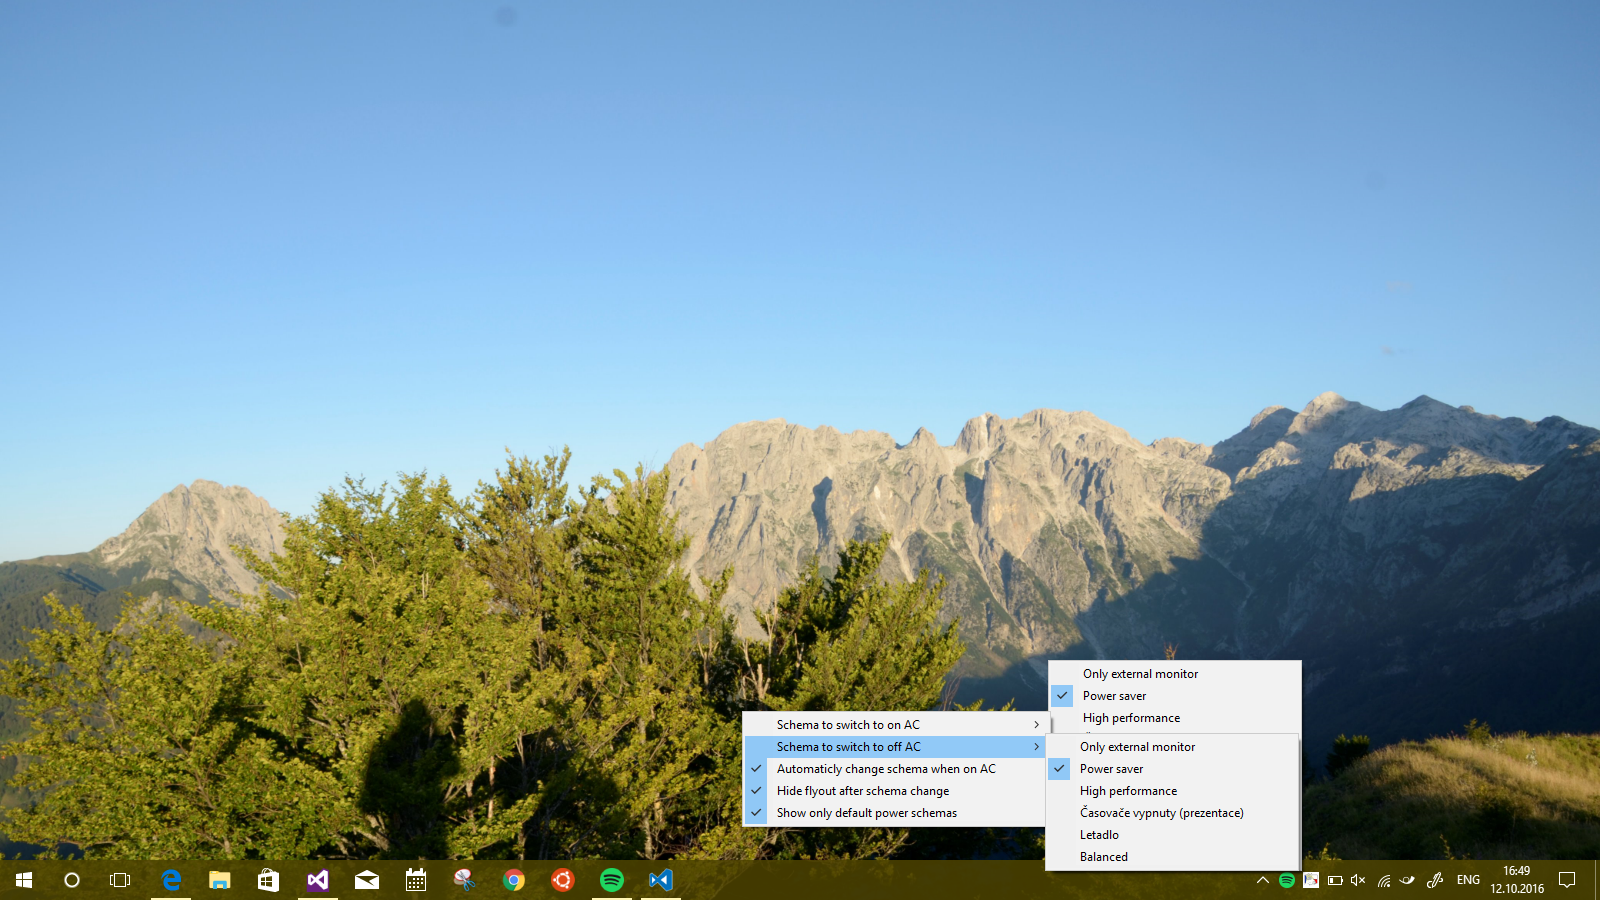 Only external monitor
Power saver
High performance
Schema to switch to on AC
Schema to switch to off AC
Automaticly change schema when on AC
Hide flyout after schema change
Show only default power schemas
Only external monitor
Power saver
High performance
Časovače vypnuty (prezentace)
Letadlo
Balanced
ENG
16:49
12.10.2016